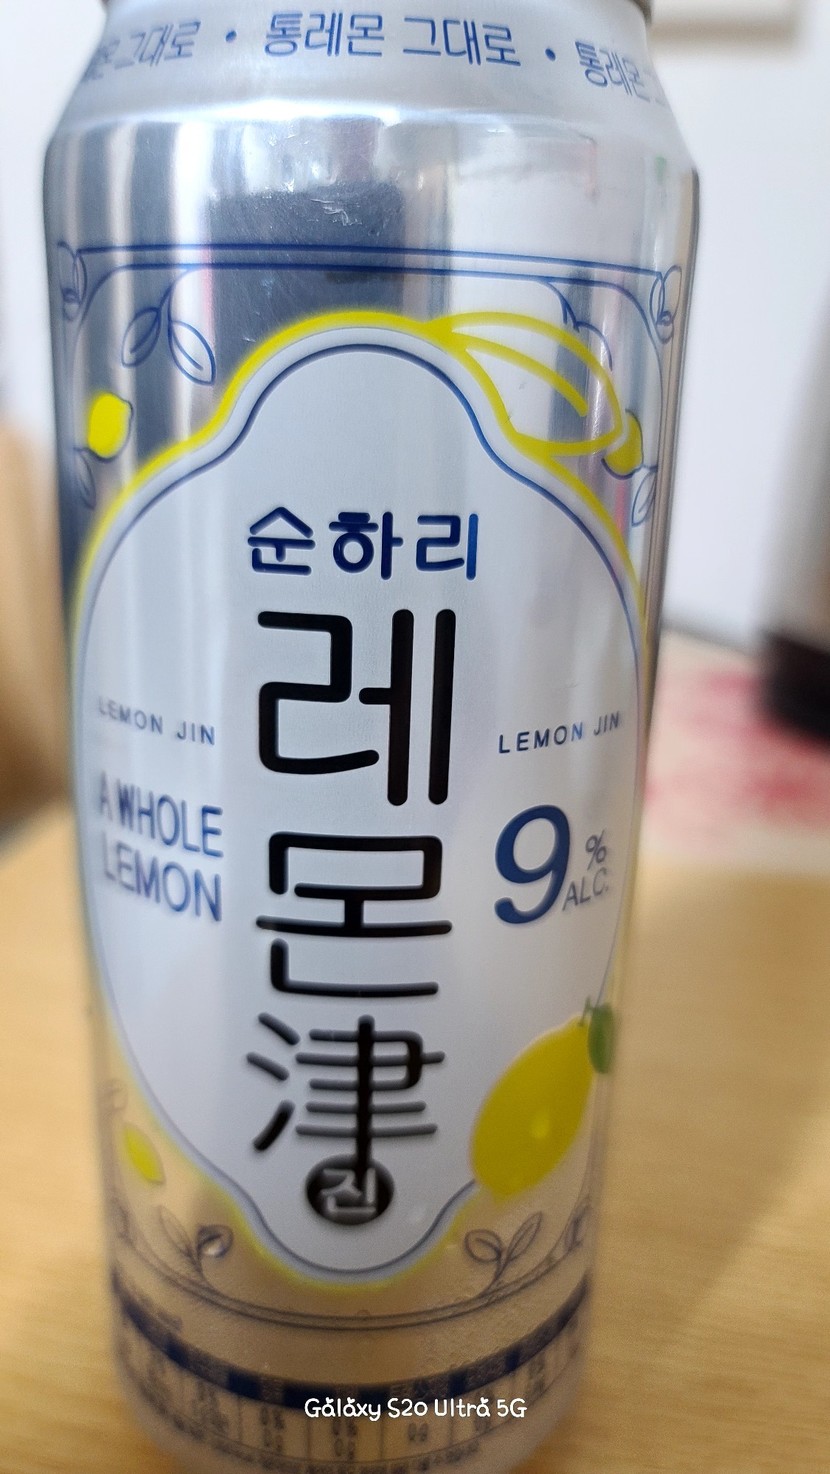 통레몬 그대로 • 통레몬 그대로 • 통레몬
순하리
레몬津
진
LEMON JIN
A WHOLE
LEMON
LEMON JIN
9%
ALC.
Galaxy S20 Ultra 5G